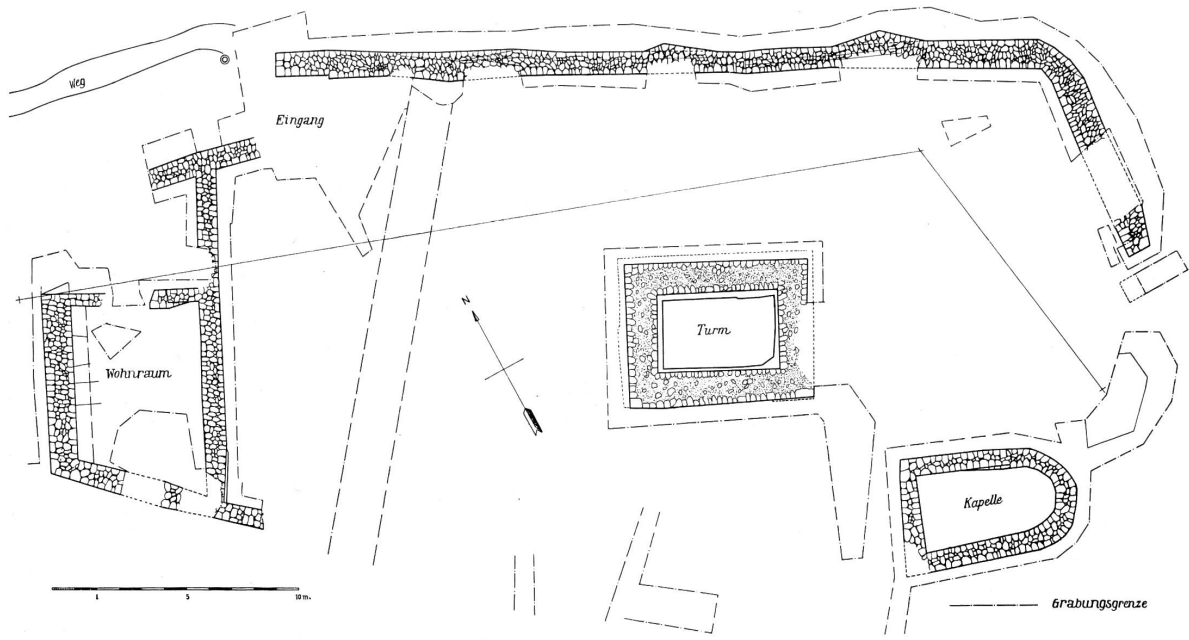 Weg
Eingang
N
Turm
Wohnraum
Kapelle
1 5 10 m.
Grabungsgrenze